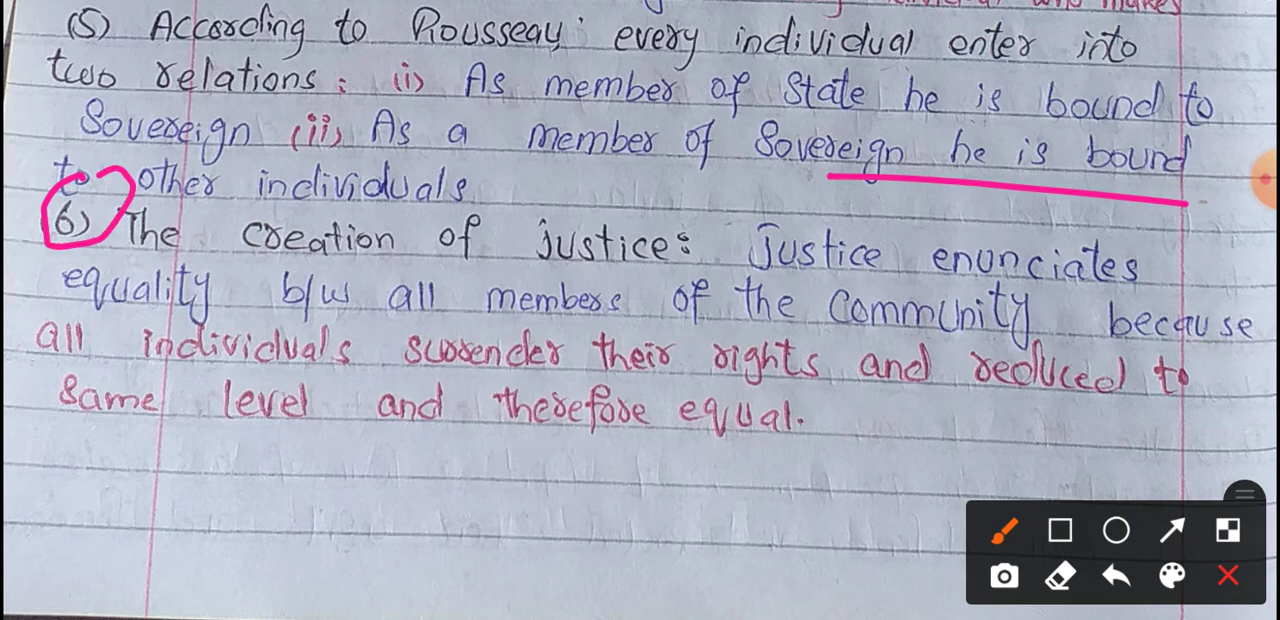 (5) According to Rousseau: every individual enter into
two relations: (i) As member of State he is bound to
Sovereign (ii) As a member of Sovereign he is bound
to other individuals
6) The creation of justice: Justice enunciates
equality b/w all members of the Community because
all individuals surrender their rights and reduced to
same level and therefore equal.